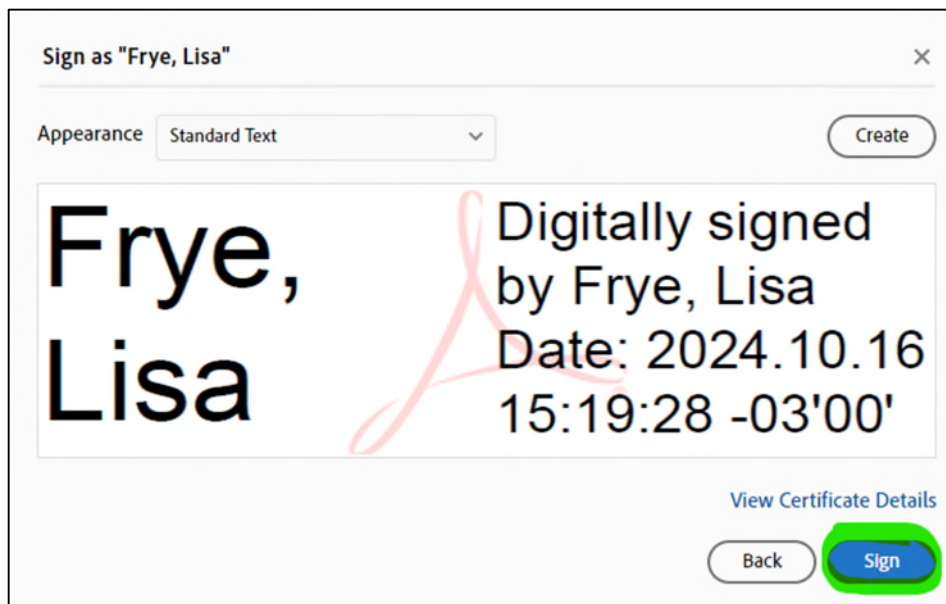 Sign as "Frye, Lisa"
Appearance Standard Text Create
Frye,
Lisa
Digitally signed
by Frye, Lisa
Date: 2024.10.16
15:19:28 -03'00'
View Certificate Details
Back Sign